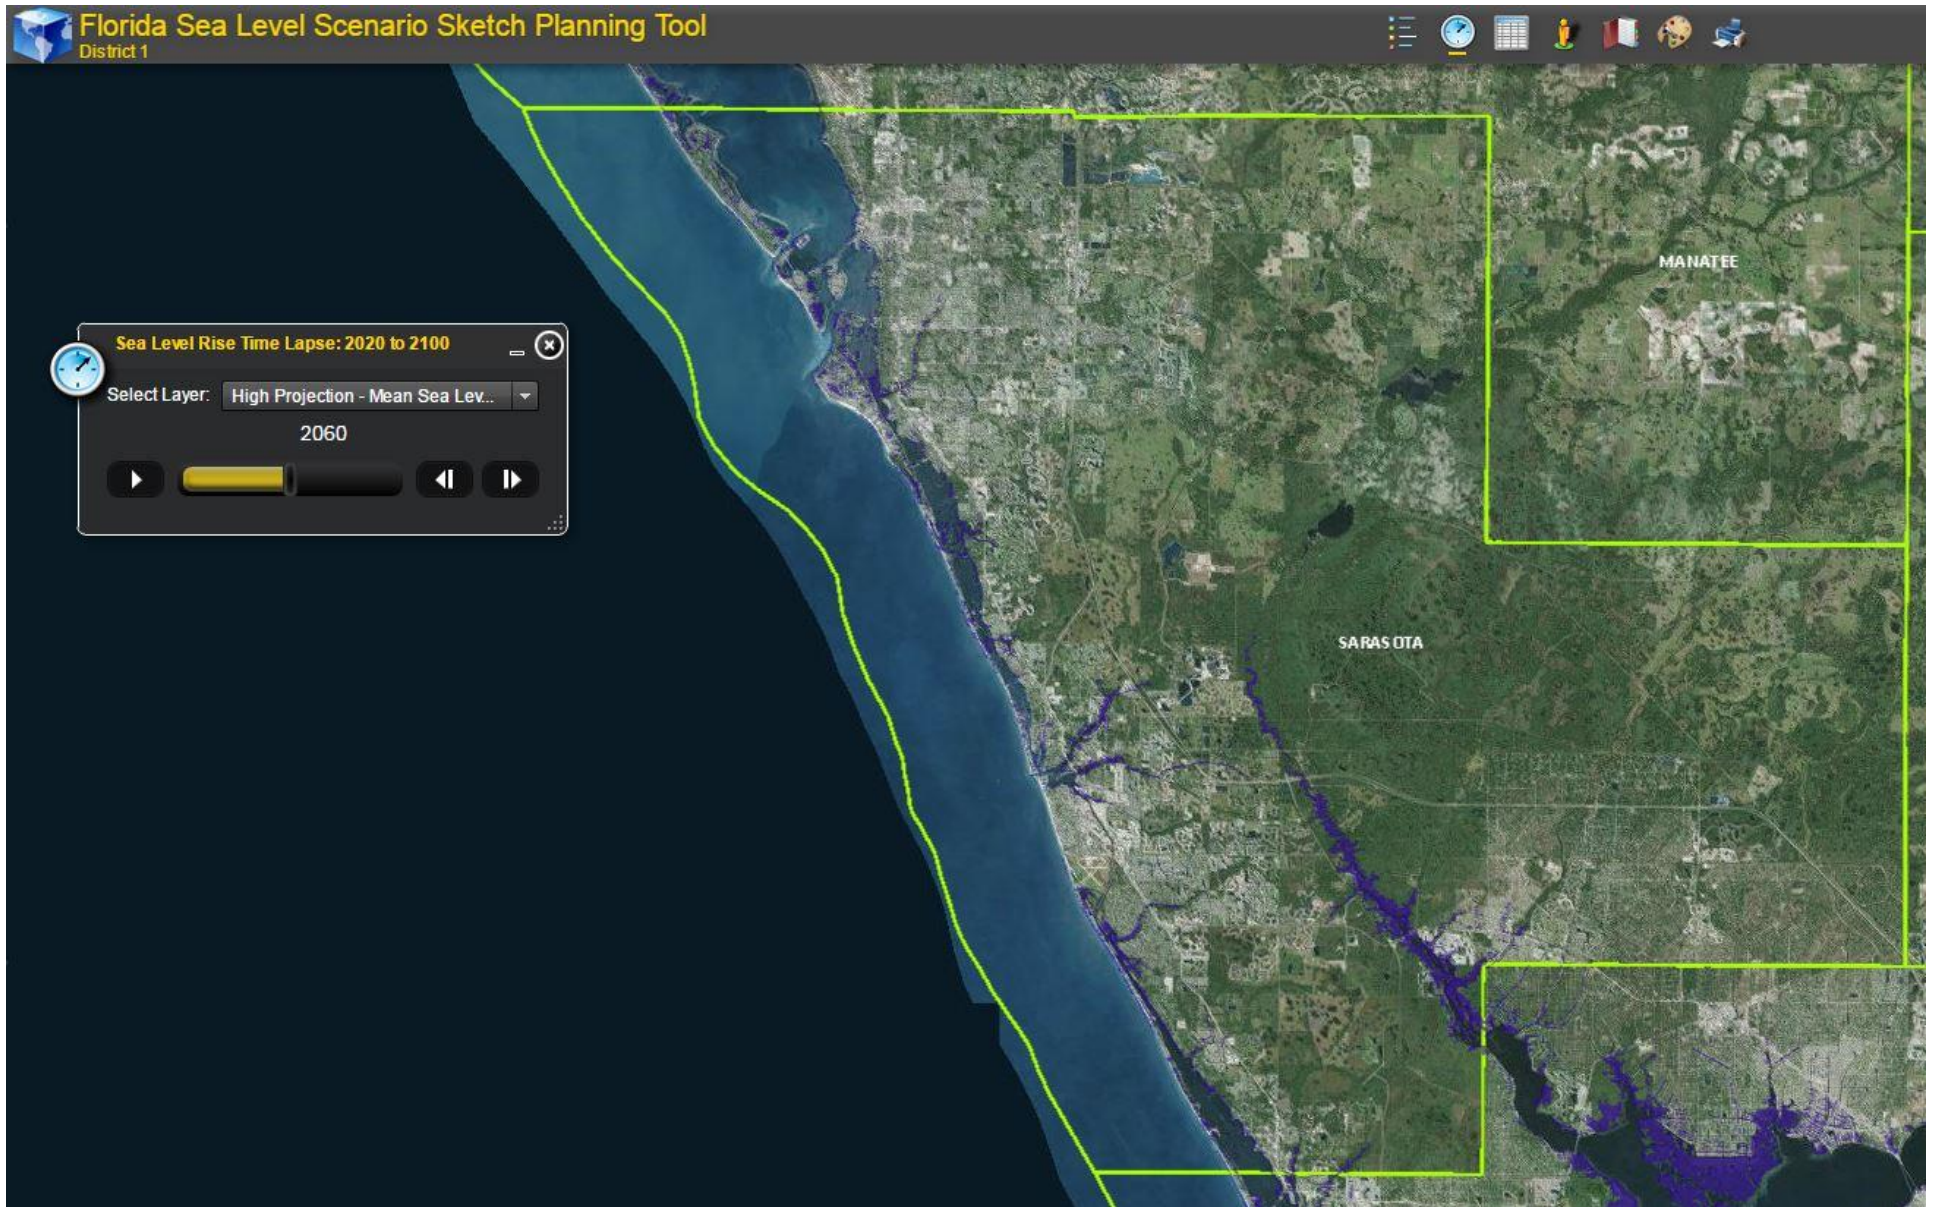 Florida Sea Level Scenario Sketch Planning Tool
District 1
MANATEE
Sea Level Rise Time Lapse: 2020 to 2100
Select Layer: High Projection - Mean Sea Lev...
2060
SARASOTA